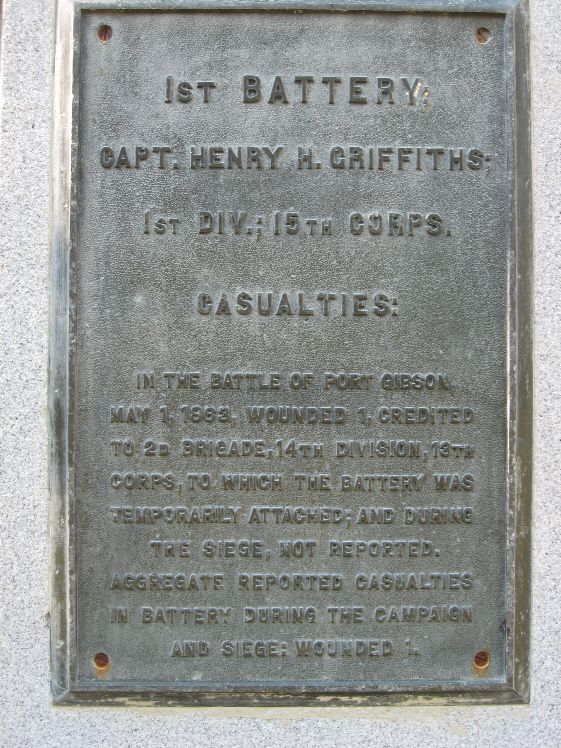 1ST BATTERY;
CAPT. HENRY H. GRIFFITHS;
1ST DIV.; 15TH CORPS.
CASUALTIES:
IN THE BATTLE OF PORT GIBSON,
MAY 1, 1863, WOUNDED 1, CREDITED
TO 2D BRIGADE, 14TH DIVISION, 13TH
CORPS, TO WHICH THE BATTERY WAS
TEMPORARILY ATTACHED; AND DURING
THE SIEGE, NOT REPORTED.
AGGREGATE REPORTED CASUALTIES
IN BATTERY DURING THE CAMPAIGN
AND SIEGE: WOUNDED 1.